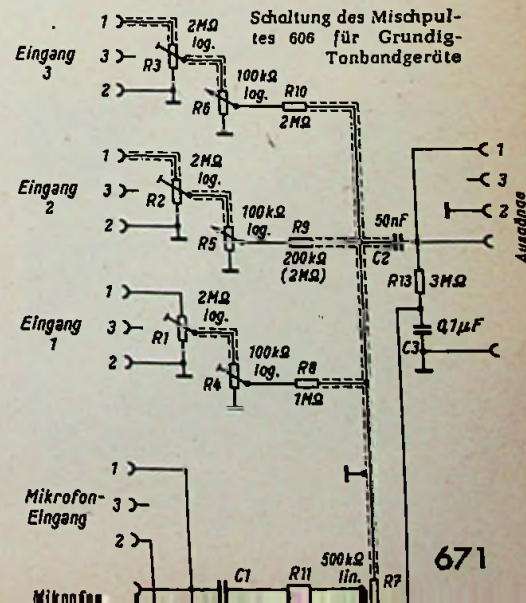 Schaltung des Mischpul-
tes 606 für Grundig-
Tonbandgeräte
Eingang
3
1
3
2
2MΩ
log.
R3
100kΩ
log.
R6
R10
2MΩ
Eingang
2
1
3
2
2MΩ
log.
R2
100kΩ
log.
R5
R9
200kΩ
(2MΩ)
50nF
C2
1
3
2
Ausgänge
R13
3MΩ
0,1µF
C3
Eingang
1
1
3
2
2MΩ
log.
R1
100kΩ
log.
R4
R8
1MΩ
Mikrofon-
Eingang
1
3
2
Mikrofon
C1
R11
500kΩ
lin.
R7
671